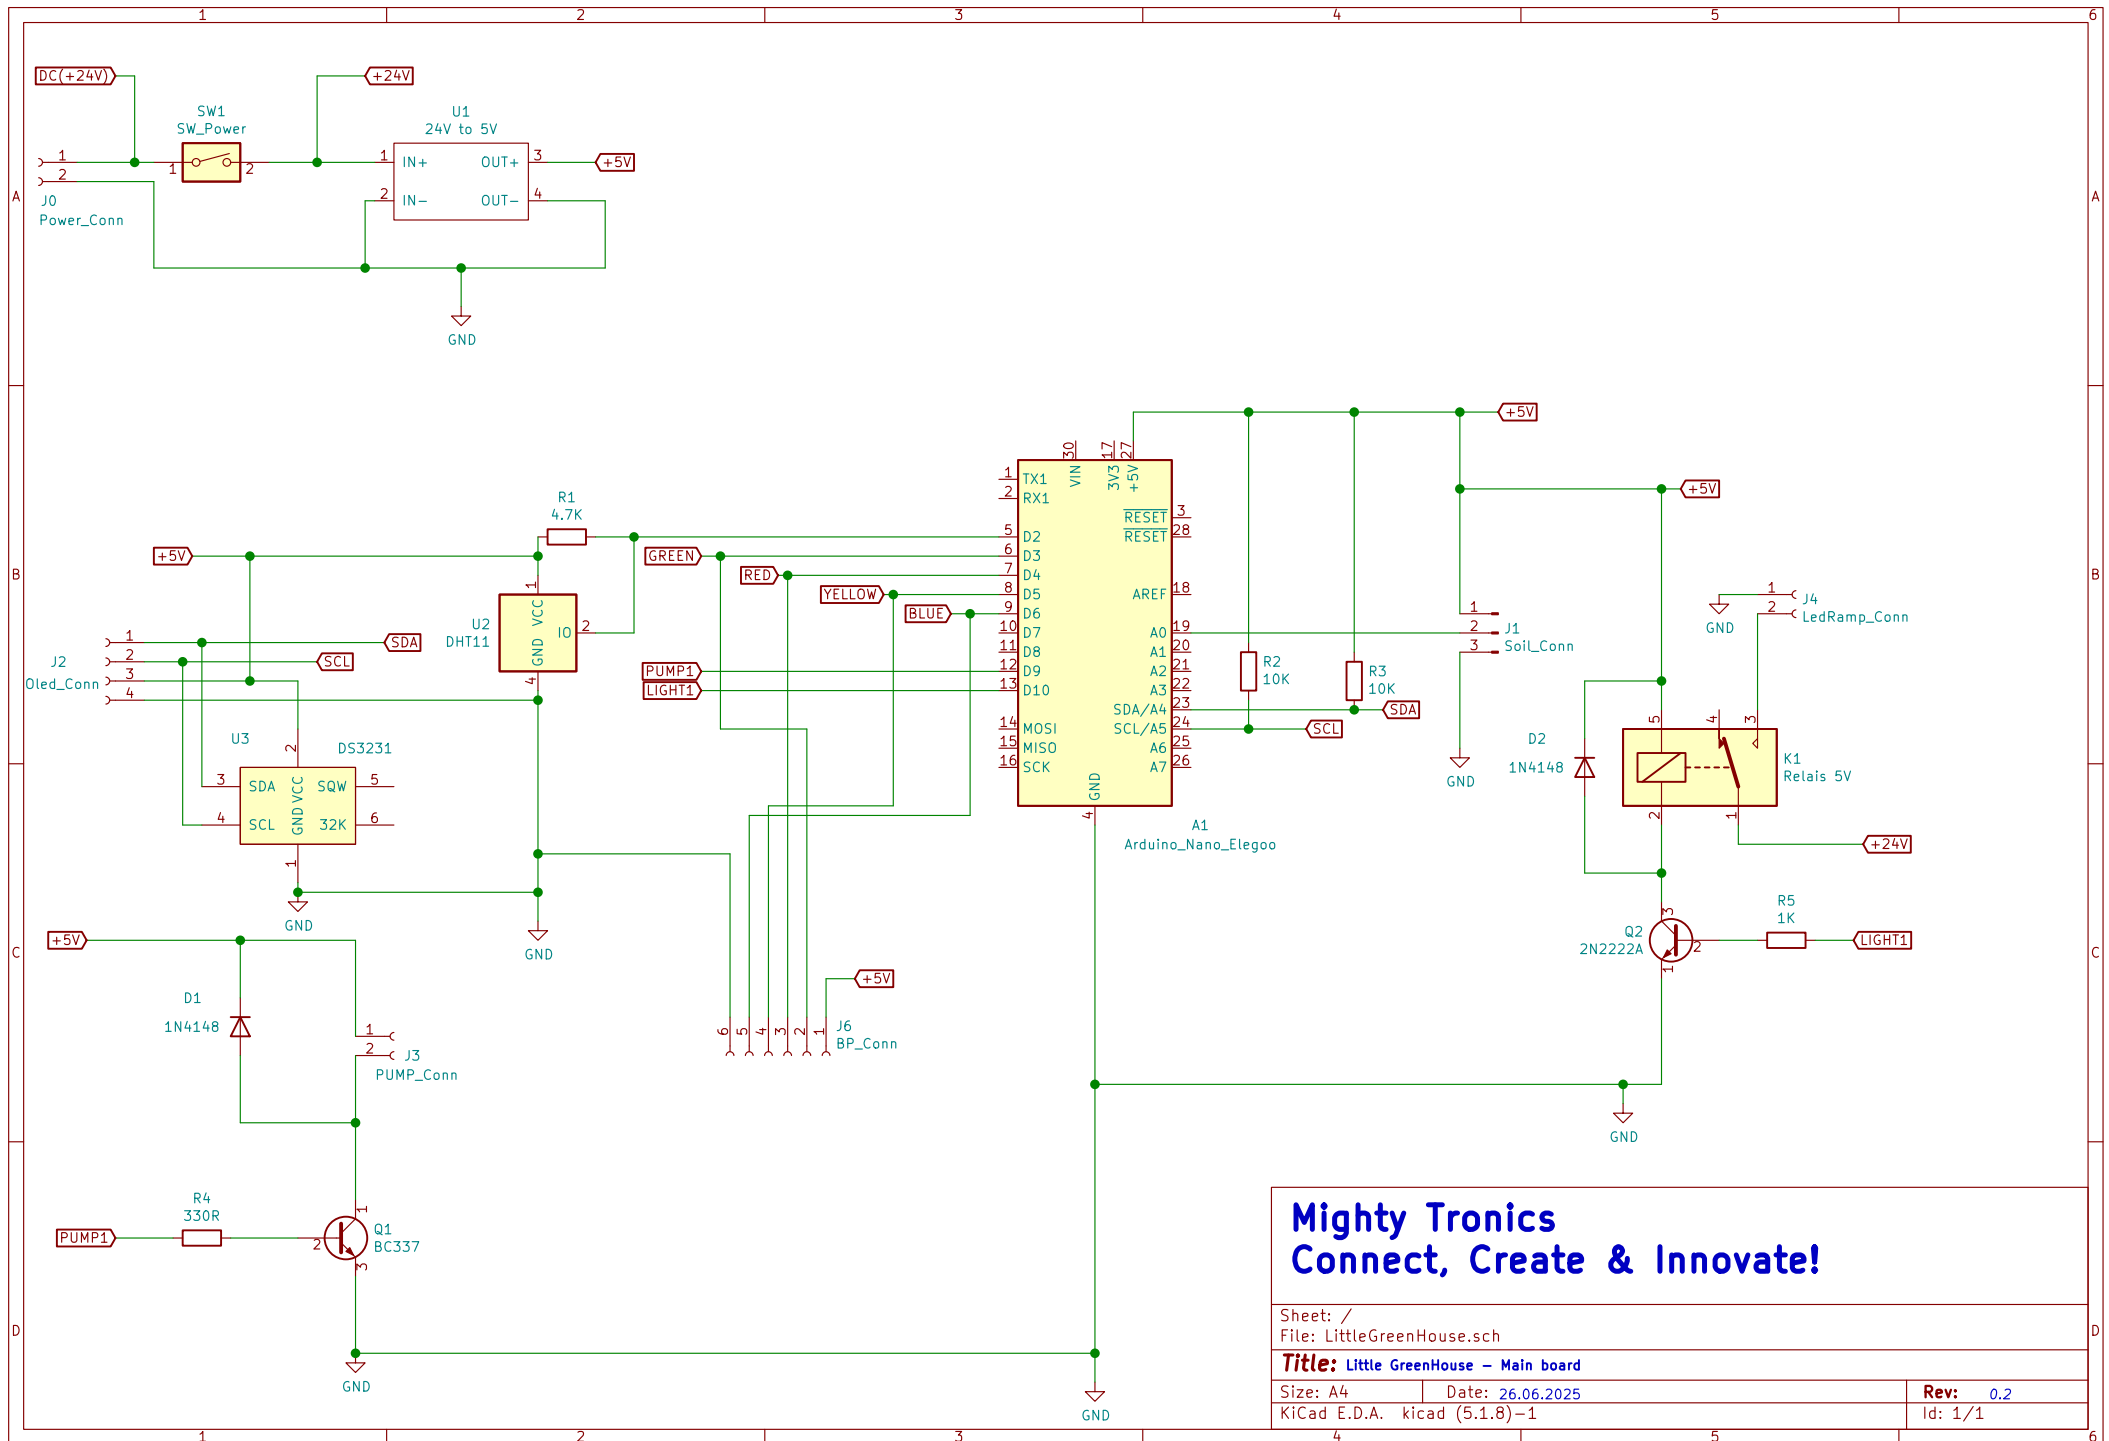 1 2 3 4 5 6
DC(+24V)
+24V
SW1
SW_Power
1 2
U1
24V to 5V
1 IN+ OUT+ 3
2 IN- OUT- 4
+5V
1
2
J0
Power_Conn
GND
A A
+5V
+5V
30 17 27
VIN 3V3 +5V
1 TX1
2 RX1
5 D2
6 D3
7 D4
8 D5
9 D6
10 D7
11 D8
12 D9
13 D10
14 MOSI
15 MISO
16 SCK
RESET 3
RESET 28
AREF 18
A0 19
A1 20
A2 21
A3 22
SDA/A4 23
SCL/A5 24
A6 25
A7 26
GND
4
A1
Arduino_Nano_Elegoo
R1
4.7K
+5V
GREEN
RED
YELLOW
BLUE
PUMP1
LIGHT1
B B
1
VCC
U2
DHT11
IO 2
GND
4
1
2
3
4
J2
Oled_Conn
SDA
SCL
U3
DS3231
2
VCC
3 SDA SQW 5
4 SCL 32K 6
GND
1
GND
GND
R2
10K
R3
10K
SDA
SCL
1
2
3
J1
Soil_Conn
GND
1
2
J4
LedRamp_Conn
GND
5 4 3
K1
Relais 5V
2 1
D2
1N4148
+24V
C C
Q2
2N2222A
3
2
1
R5
1K
LIGHT1
GND
+5V
D1
1N4148
1
2
J3
PUMP_Conn
+5V
6 5 4 3 2 1
J6
BP_Conn
R4
330R
PUMP1
1
2
3
Q1
BC337
GND
GND
D D
Mighty Tronics
Connect, Create & Innovate!
Sheet: /
File: LittleGreenHouse.sch
Title: Little GreenHouse - Main board
Size: A4 Date: 26.06.2025 Rev: 0.2
KiCad E.D.A. kicad (5.1.8)-1 Id: 1/1
1 2 3 4 5 6